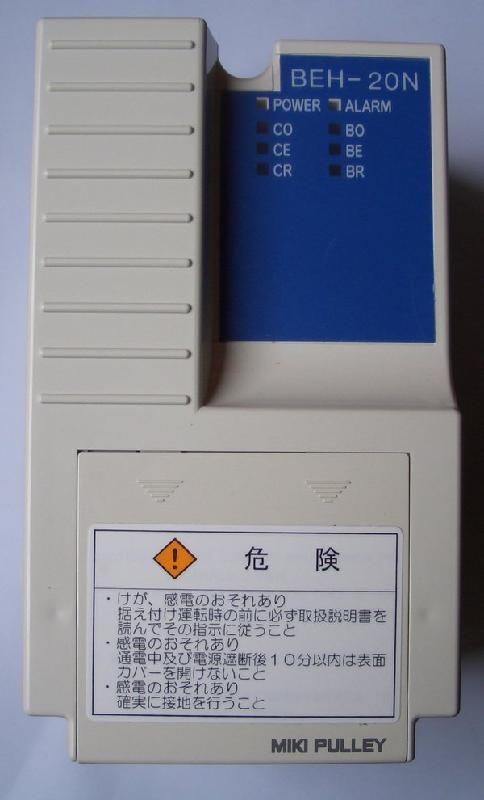 BEH-20N
POWER ALARM
CO BO
CE BE
CR BR
危険
・けが、感電のおそれあり
据え付け運転時の前に必ず取扱説明書を
読んでその指示に従うこと
・感電のおそれあり
通電中及び電源遮断後10分以内は表面
カバーを開けないこと
・感電のおそれあり
確実に接地を行うこと
MIKI PULLEY